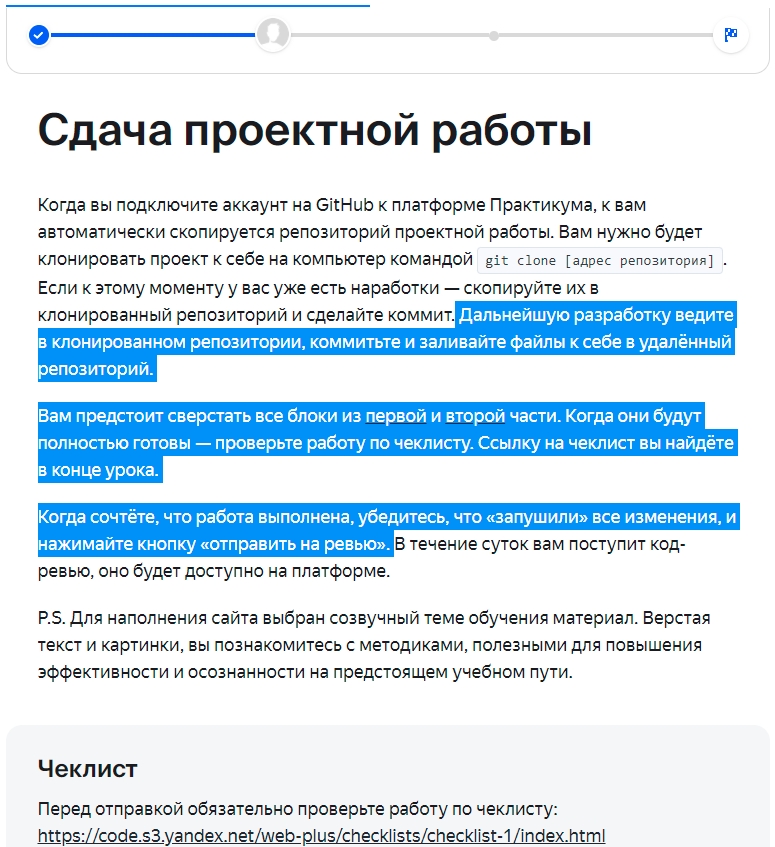 Сдача проектной работы
Когда вы подключите аккаунт на GitHub к платформе Практикума, к вам
автоматически скопируется репозиторий проектной работы. Вам нужно будет
клонировать проект к себе на компьютер командой git clone [адрес репозитория].
Если к этому моменту у вас уже есть наработки — скопируйте их в
клонированный репозиторий и сделайте коммит. Дальнейшую разработку ведите
в клонированном репозитории, коммитьте и заливайте файлы к себе в удалённый
репозиторий.
Вам предстоит сверстать все блоки из первой и второй части. Когда они будут
полностью готовы — проверьте работу по чеклисту. Ссылку на чеклист вы найдёте
в конце урока.
Когда сочтёте, что работа выполнена, убедитесь, что «запушили» все изменения, и
нажимайте кнопку «отправить на ревью». В течение суток вам поступит код-
ревью, оно будет доступно на платформе.
P.S. Для наполнения сайта выбран созвучный теме обучения материал. Верстая
текст и картинки, вы познакомитесь с методиками, полезными для повышения
эффективности и осознанности на предстоящем учебном пути.
Чеклист
Перед отправкой обязательно проверьте работу по чеклисту:
https://code.s3.yandex.net/web-plus/checklists/checklist-1/index.html